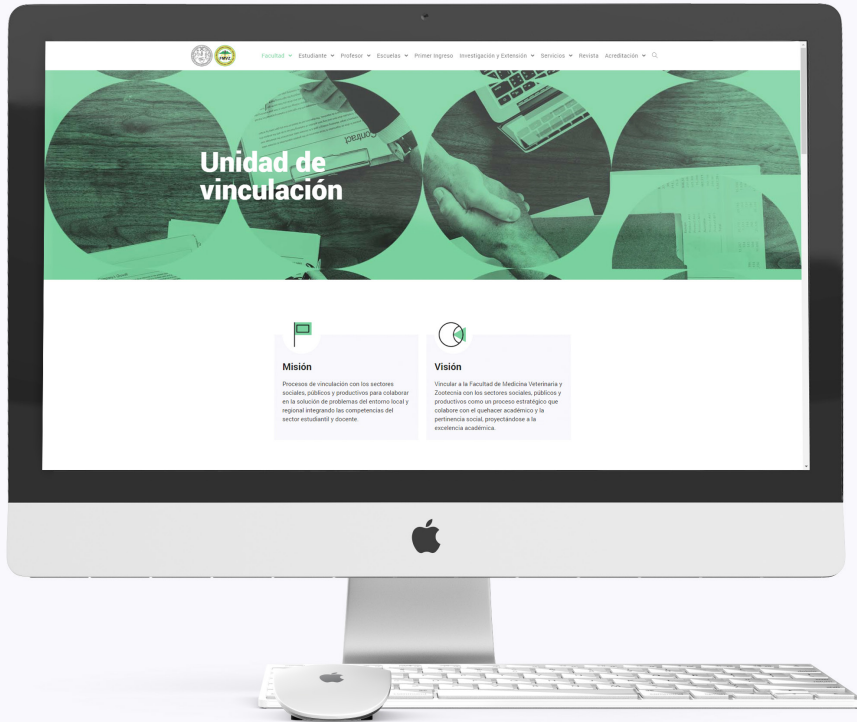 FMVZ
Facultad Estudiante Profesor Escuelas Primer Ingreso Investigación y Extensión Servicios Revista Acreditación
Contract
Unidad de
vinculación
Misión
Procesos de vinculación con los sectores
sociales, públicos y productivos para colaborar
en la solución de problemas del entorno local y
regional integrando las competencias del
sector estudiantil y docente.
Visión
Vincular a la Facultad de Medicina Veterinaria y
Zootecnia con los sectores sociales, públicos y
productivos como un proceso estratégico que
colabore con el quehacer académico y la
pertinencia social, proyectándose a la
excelencia académica.